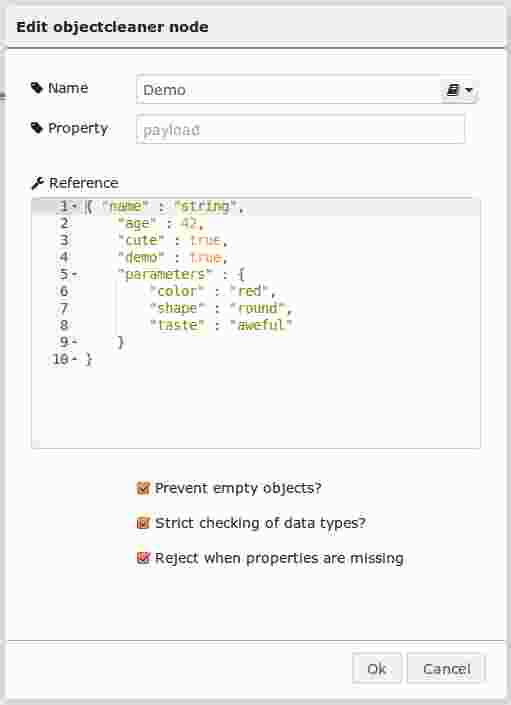 Edit objectcleaner node
Name Demo
Property payload
Reference
1 { "name" : "string",
2 "age" : 42,
3 "cute" : true,
4 "demo" : true,
5 "parameters" : {
6 "color" : "red",
7 "shape" : "round",
8 "taste" : "aweful"
9 }
10 }
Prevent empty objects?
Strict checking of data types?
Reject when properties are missing
Ok Cancel